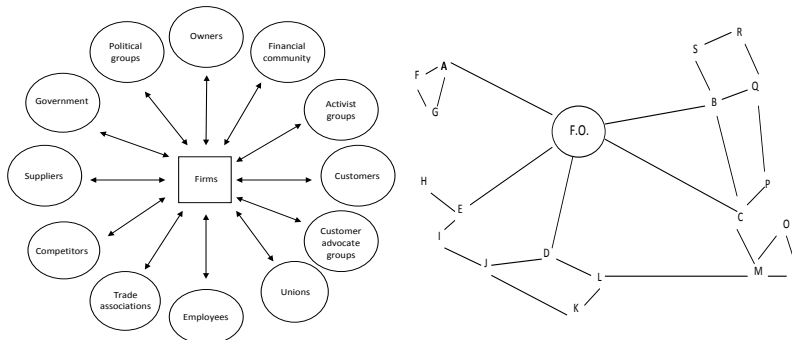 Owners
Political
groups
Financial
community
Government
Activist
groups
Suppliers
Firms
Customers
Competitors
Customer
advocate
groups
Trade
associations
Employees
Unions
R
S
A
F
Q
B
G
F.O.
H
P
E
C
I
O
D
J
L
M
K